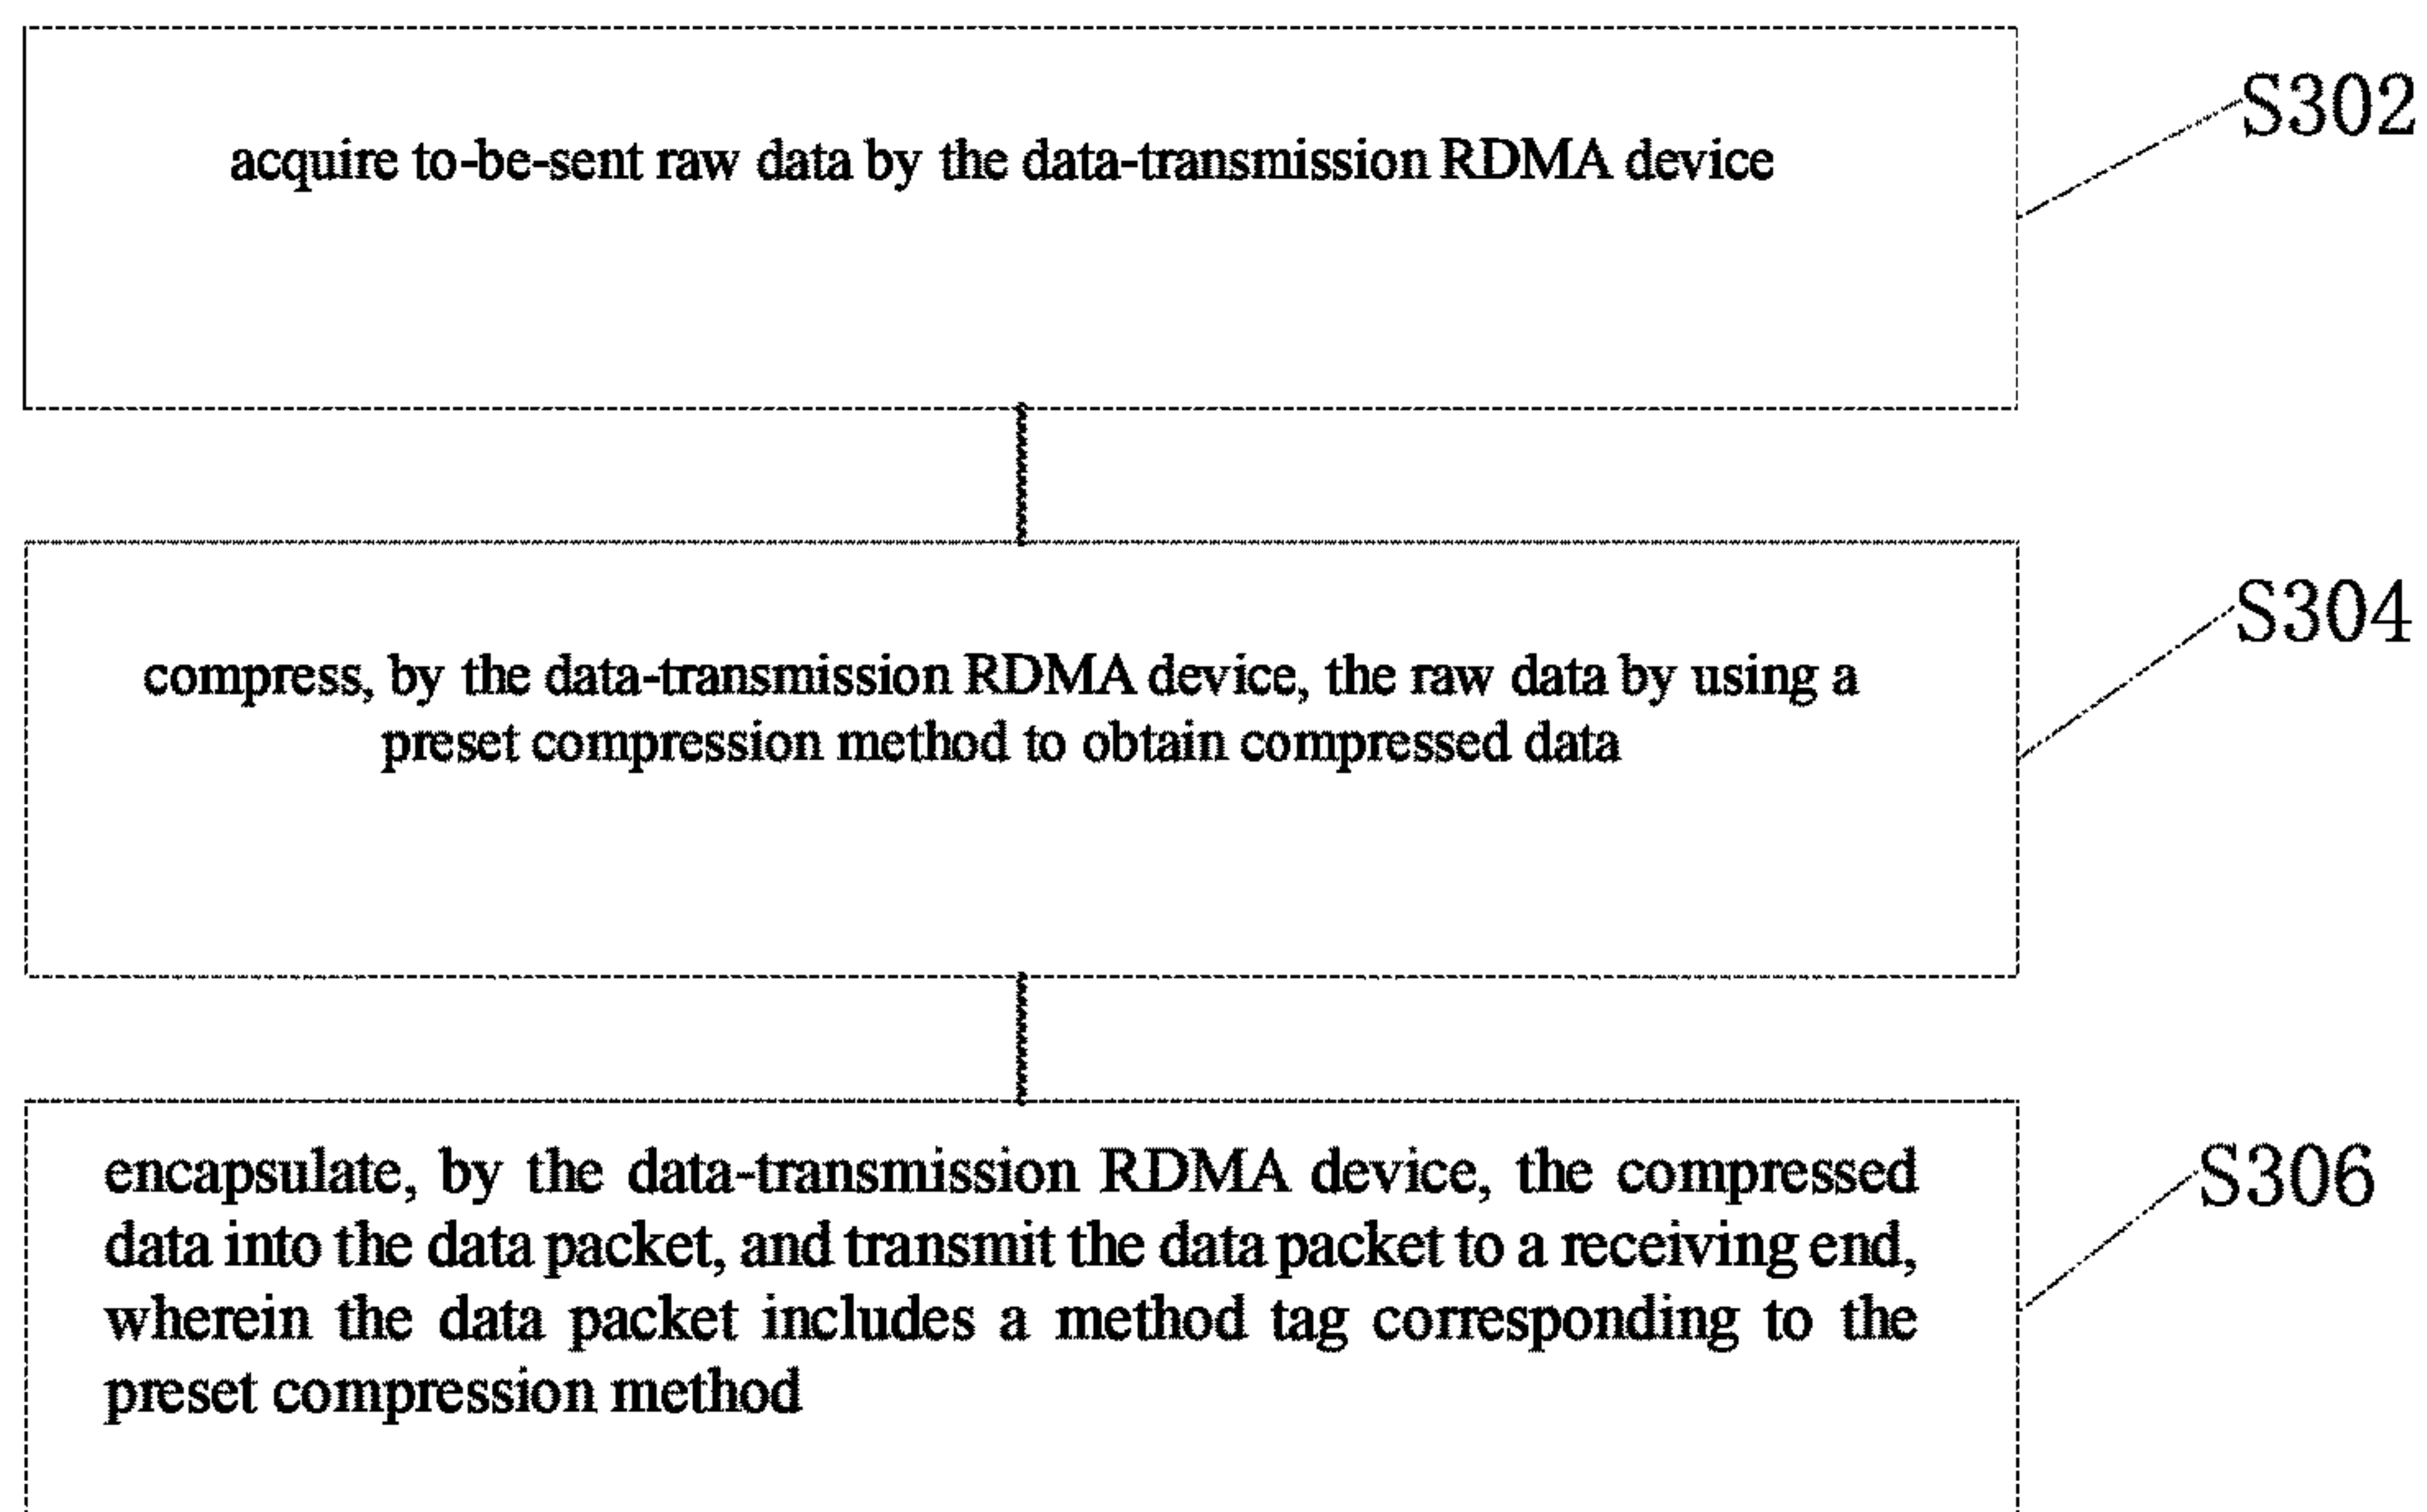 acquire to-be-sent raw data by the data-transmission RDMA device
S302
compress, by the data-transmission RDMA device, the raw data by using a
preset compression method to obtain compressed data
S304
encapsulate, by the data-transmission RDMA device, the compressed
data into the data packet, and transmit the data packet to a receiving end,
wherein the data packet includes a method tag corresponding to the
preset compression method
S306